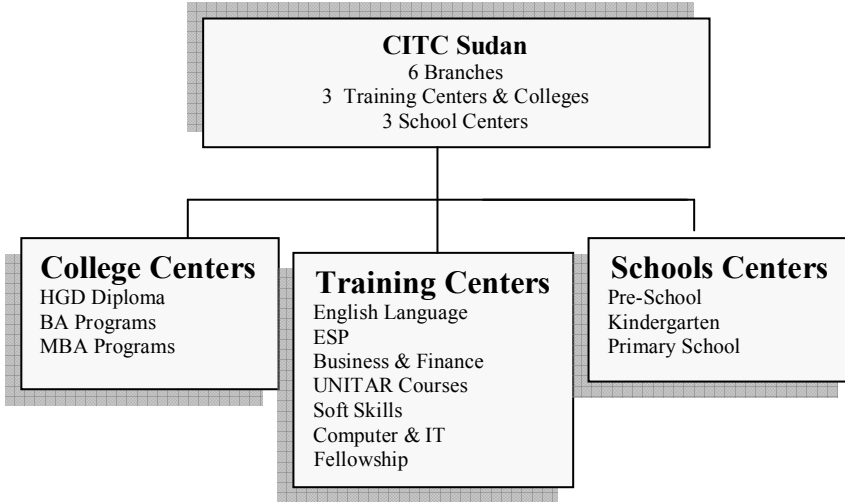 CITC Sudan
6 Branches
3 Training Centers & Colleges
3 School Centers
College Centers
HGD Diploma
BA Programs
MBA Programs
Training Centers
English Language
ESP
Business & Finance
UNITAR Courses
Soft Skills
Computer & IT
Fellowship
Schools Centers
Pre-School
Kindergarten
Primary School